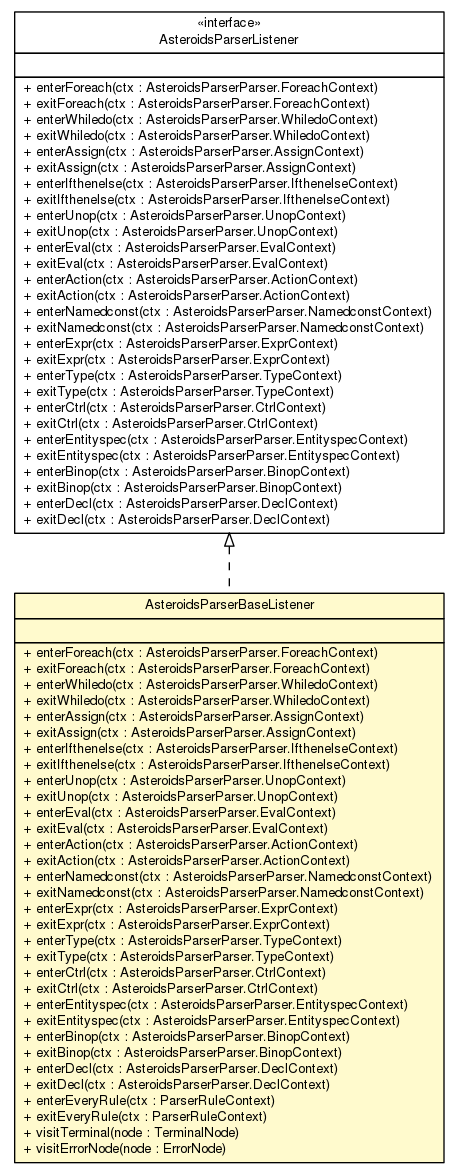 «interface»
AsteroidsParserListener
+ enterForeach(ctx : AsteroidsParserParser.ForeachContext)
+ exitForeach(ctx : AsteroidsParserParser.ForeachContext)
+ enterWhiledo(ctx : AsteroidsParserParser.WhiledoContext)
+ exitWhiledo(ctx : AsteroidsParserParser.WhiledoContext)
+ enterAssign(ctx : AsteroidsParserParser.AssignContext)
+ exitAssign(ctx : AsteroidsParserParser.AssignContext)
+ enterIfthenelse(ctx : AsteroidsParserParser.IfthenelseContext)
+ exitIfthenelse(ctx : AsteroidsParserParser.IfthenelseContext)
+ enterUnop(ctx : AsteroidsParserParser.UnopContext)
+ exitUnop(ctx : AsteroidsParserParser.UnopContext)
+ enterEval(ctx : AsteroidsParserParser.EvalContext)
+ exitEval(ctx : AsteroidsParserParser.EvalContext)
+ enterAction(ctx : AsteroidsParserParser.ActionContext)
+ exitAction(ctx : AsteroidsParserParser.ActionContext)
+ enterNamedconst(ctx : AsteroidsParserParser.NamedconstContext)
+ exitNamedconst(ctx : AsteroidsParserParser.NamedconstContext)
+ enterExpr(ctx : AsteroidsParserParser.ExprContext)
+ exitExpr(ctx : AsteroidsParserParser.ExprContext)
+ enterType(ctx : AsteroidsParserParser.TypeContext)
+ exitType(ctx : AsteroidsParserParser.TypeContext)
+ enterCtrl(ctx : AsteroidsParserParser.CtrlContext)
+ exitCtrl(ctx : AsteroidsParserParser.CtrlContext)
+ enterEntityspec(ctx : AsteroidsParserParser.EntityspecContext)
+ exitEntityspec(ctx : AsteroidsParserParser.EntityspecContext)
+ enterBinop(ctx : AsteroidsParserParser.BinopContext)
+ exitBinop(ctx : AsteroidsParserParser.BinopContext)
+ enterDecl(ctx : AsteroidsParserParser.DeclContext)
+ exitDecl(ctx : AsteroidsParserParser.DeclContext)
AsteroidsParserBaseListener
+ enterForeach(ctx : AsteroidsParserParser.ForeachContext)
+ exitForeach(ctx : AsteroidsParserParser.ForeachContext)
+ enterWhiledo(ctx : AsteroidsParserParser.WhiledoContext)
+ exitWhiledo(ctx : AsteroidsParserParser.WhiledoContext)
+ enterAssign(ctx : AsteroidsParserParser.AssignContext)
+ exitAssign(ctx : AsteroidsParserParser.AssignContext)
+ enterIfthenelse(ctx : AsteroidsParserParser.IfthenelseContext)
+ exitIfthenelse(ctx : AsteroidsParserParser.IfthenelseContext)
+ enterUnop(ctx : AsteroidsParserParser.UnopContext)
+ exitUnop(ctx : AsteroidsParserParser.UnopContext)
+ enterEval(ctx : AsteroidsParserParser.EvalContext)
+ exitEval(ctx : AsteroidsParserParser.EvalContext)
+ enterAction(ctx : AsteroidsParserParser.ActionContext)
+ exitAction(ctx : AsteroidsParserParser.ActionContext)
+ enterNamedconst(ctx : AsteroidsParserParser.NamedconstContext)
+ exitNamedconst(ctx : AsteroidsParserParser.NamedconstContext)
+ enterExpr(ctx : AsteroidsParserParser.ExprContext)
+ exitExpr(ctx : AsteroidsParserParser.ExprContext)
+ enterType(ctx : AsteroidsParserParser.TypeContext)
+ exitType(ctx : AsteroidsParserParser.TypeContext)
+ enterCtrl(ctx : AsteroidsParserParser.CtrlContext)
+ exitCtrl(ctx : AsteroidsParserParser.CtrlContext)
+ enterEntityspec(ctx : AsteroidsParserParser.EntityspecContext)
+ exitEntityspec(ctx : AsteroidsParserParser.EntityspecContext)
+ enterBinop(ctx : AsteroidsParserParser.BinopContext)
+ exitBinop(ctx : AsteroidsParserParser.BinopContext)
+ enterDecl(ctx : AsteroidsParserParser.DeclContext)
+ exitDecl(ctx : AsteroidsParserParser.DeclContext)
+ enterEveryRule(ctx : ParserRuleContext)
+ exitEveryRule(ctx : ParserRuleContext)
+ visitTerminal(node : TerminalNode)
+ visitErrorNode(node : ErrorNode)